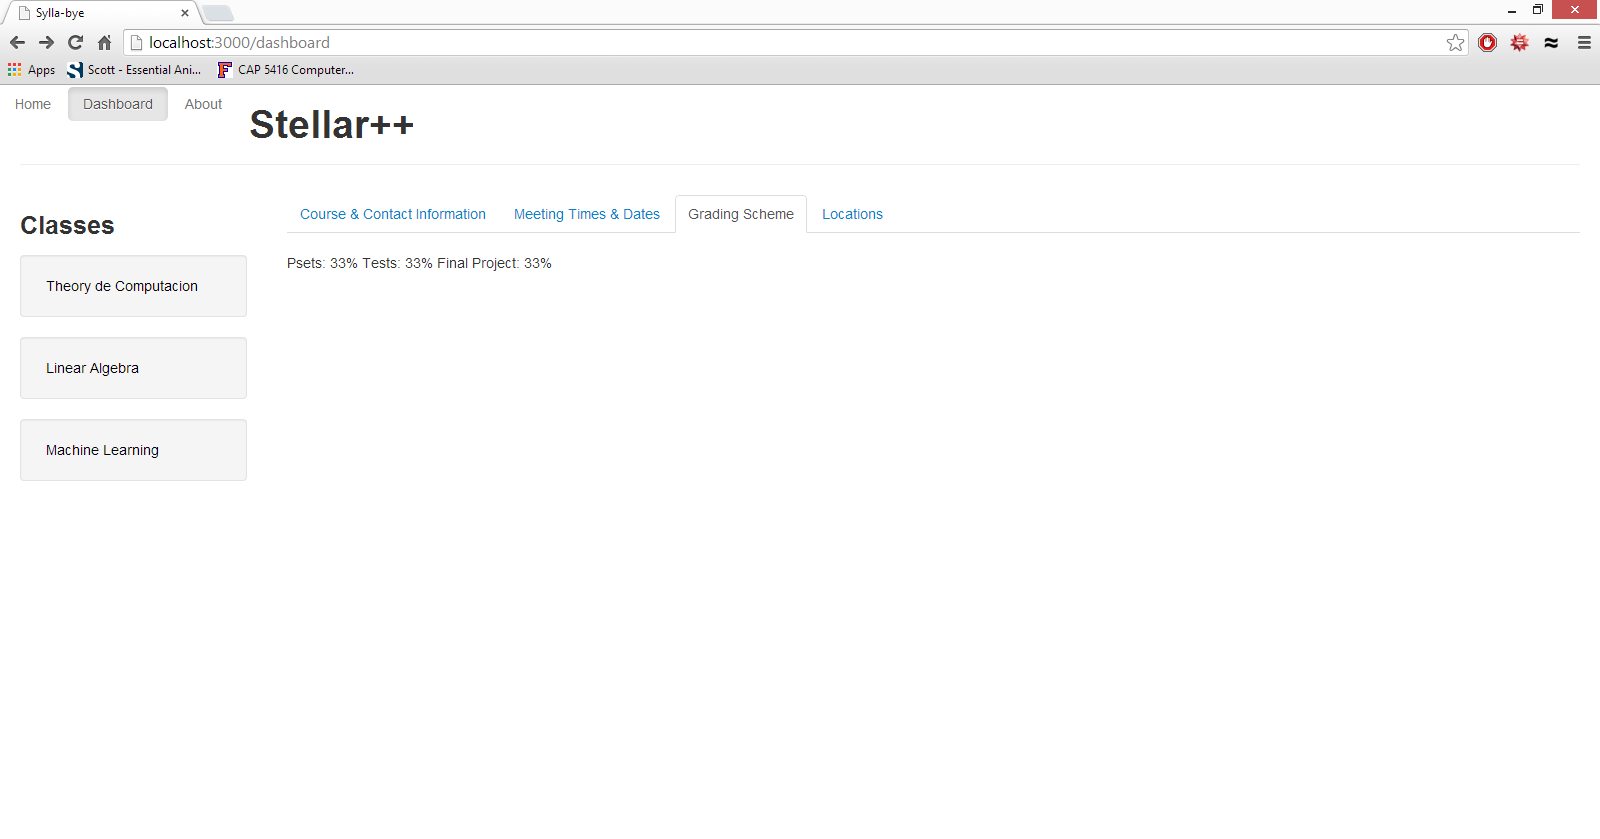 Sylla-bye
localhost:3000/dashboard
Apps Scott - Essential Ani... CAP 5416 Computer...
Home Dashboard About
Stellar++
Classes
Course & Contact Information Meeting Times & Dates Grading Scheme Locations
Psets: 33% Tests: 33% Final Project: 33%
Theory de Computacion
Linear Algebra
Machine Learning